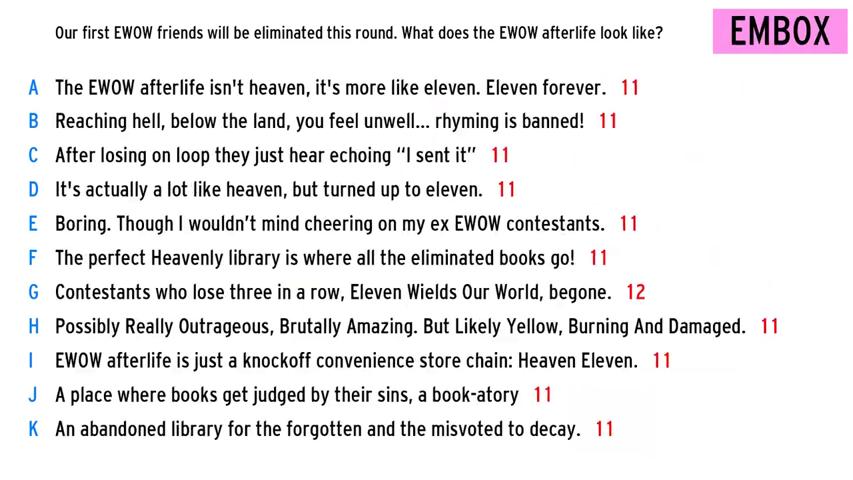 Our first EWOW friends will be eliminated this round. What does the EWOW afterlife look like?
EMBOX
A The EWOW afterlife isn't heaven, it's more like eleven. Eleven forever. 11
B Reaching hell, below the land, you feel unwell... rhyming is banned! 11
C After losing on loop they just hear echoing “I sent it” 11
D It's actually a lot like heaven, but turned up to eleven. 11
E Boring. Though I wouldn’t mind cheering on my ex EWOW contestants. 11
F The perfect Heavenly library is where all the eliminated books go! 11
G Contestants who lose three in a row, Eleven Wields Our World, begone. 12
H Possibly Really Outrageous, Brutally Amazing. But Likely Yellow, Burning And Damaged. 11
I EWOW afterlife is just a knockoff convenience store chain: Heaven Eleven. 11
J A place where books get judged by their sins, a book-atory 11
K An abandoned library for the forgotten and the misvoted to decay. 11